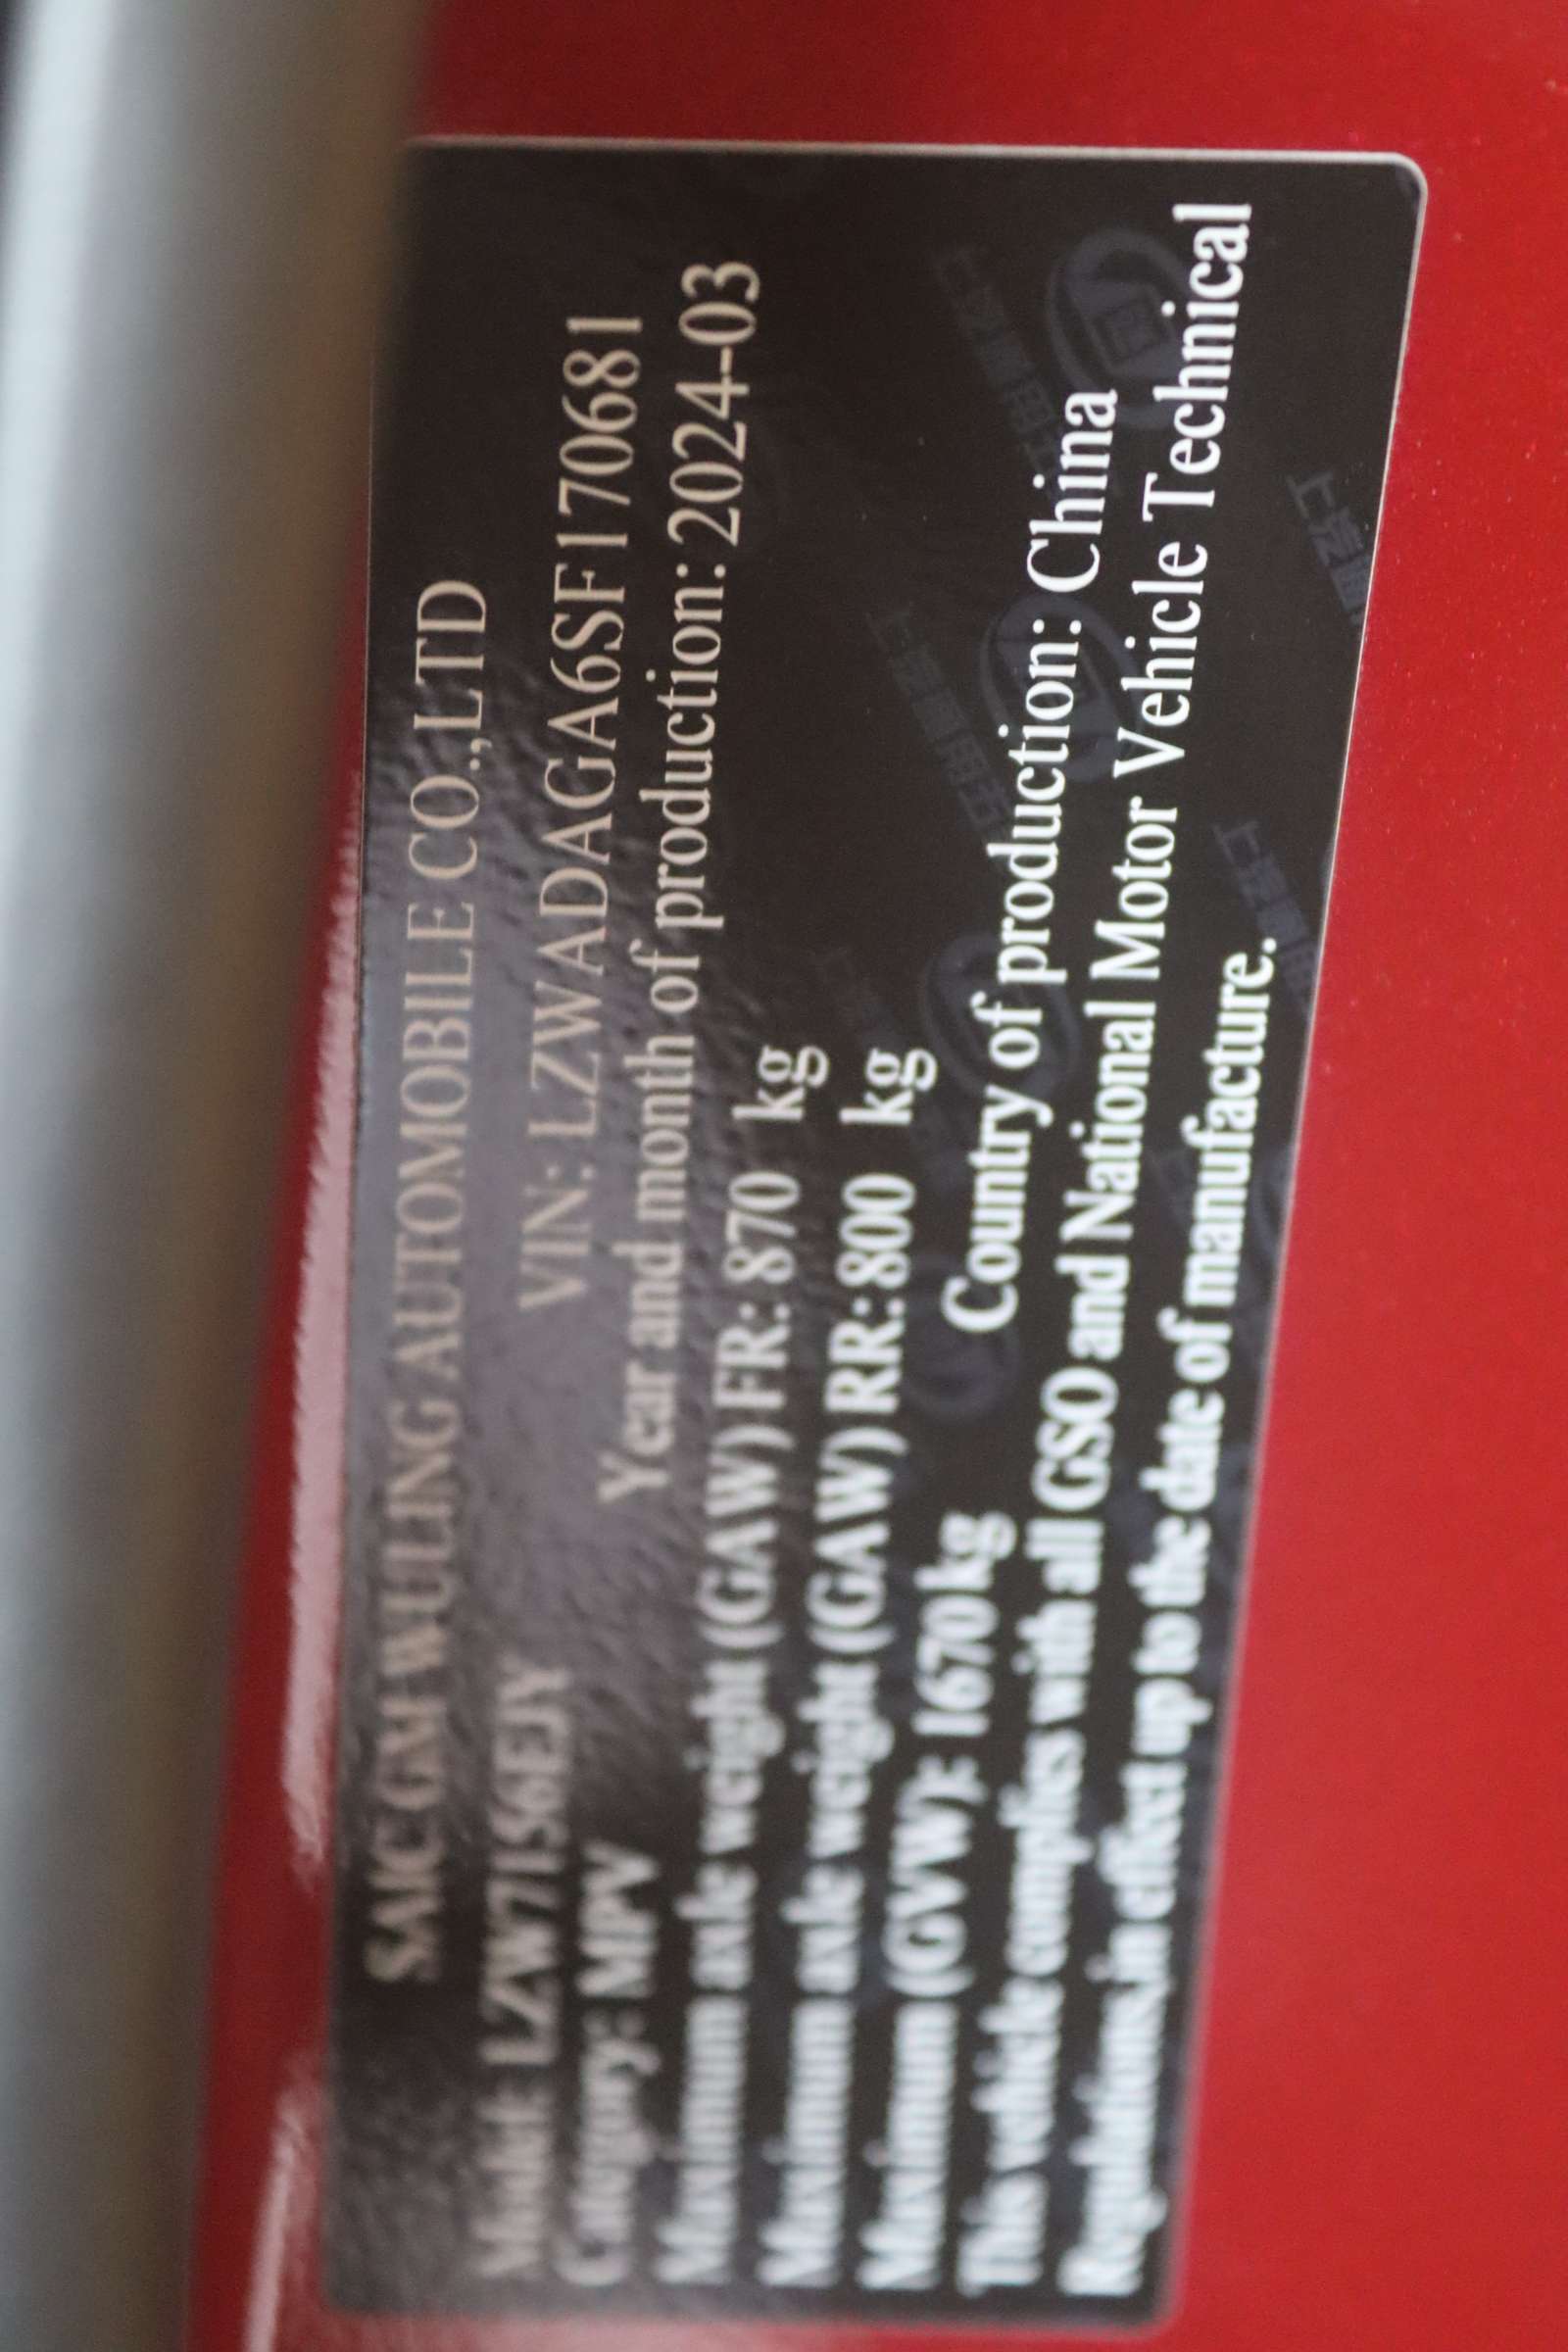 SAIC GM WULING AUTOMOBILE CO.,LTD
Model: LZW7156EJY
VIN: LZWADAGA6SF170681
Category: MPV
Year and month of production: 2024-03
Maximum axle weight (GAW) FR: 870 kg
Maximum axle weight (GAW) RR: 800 kg
Maximum (GVW): 1670kg
Country of production: China
This vehicle complies with all GSO and National Motor Vehicle Technical
Regulations,in effect up to the date of manufacture.